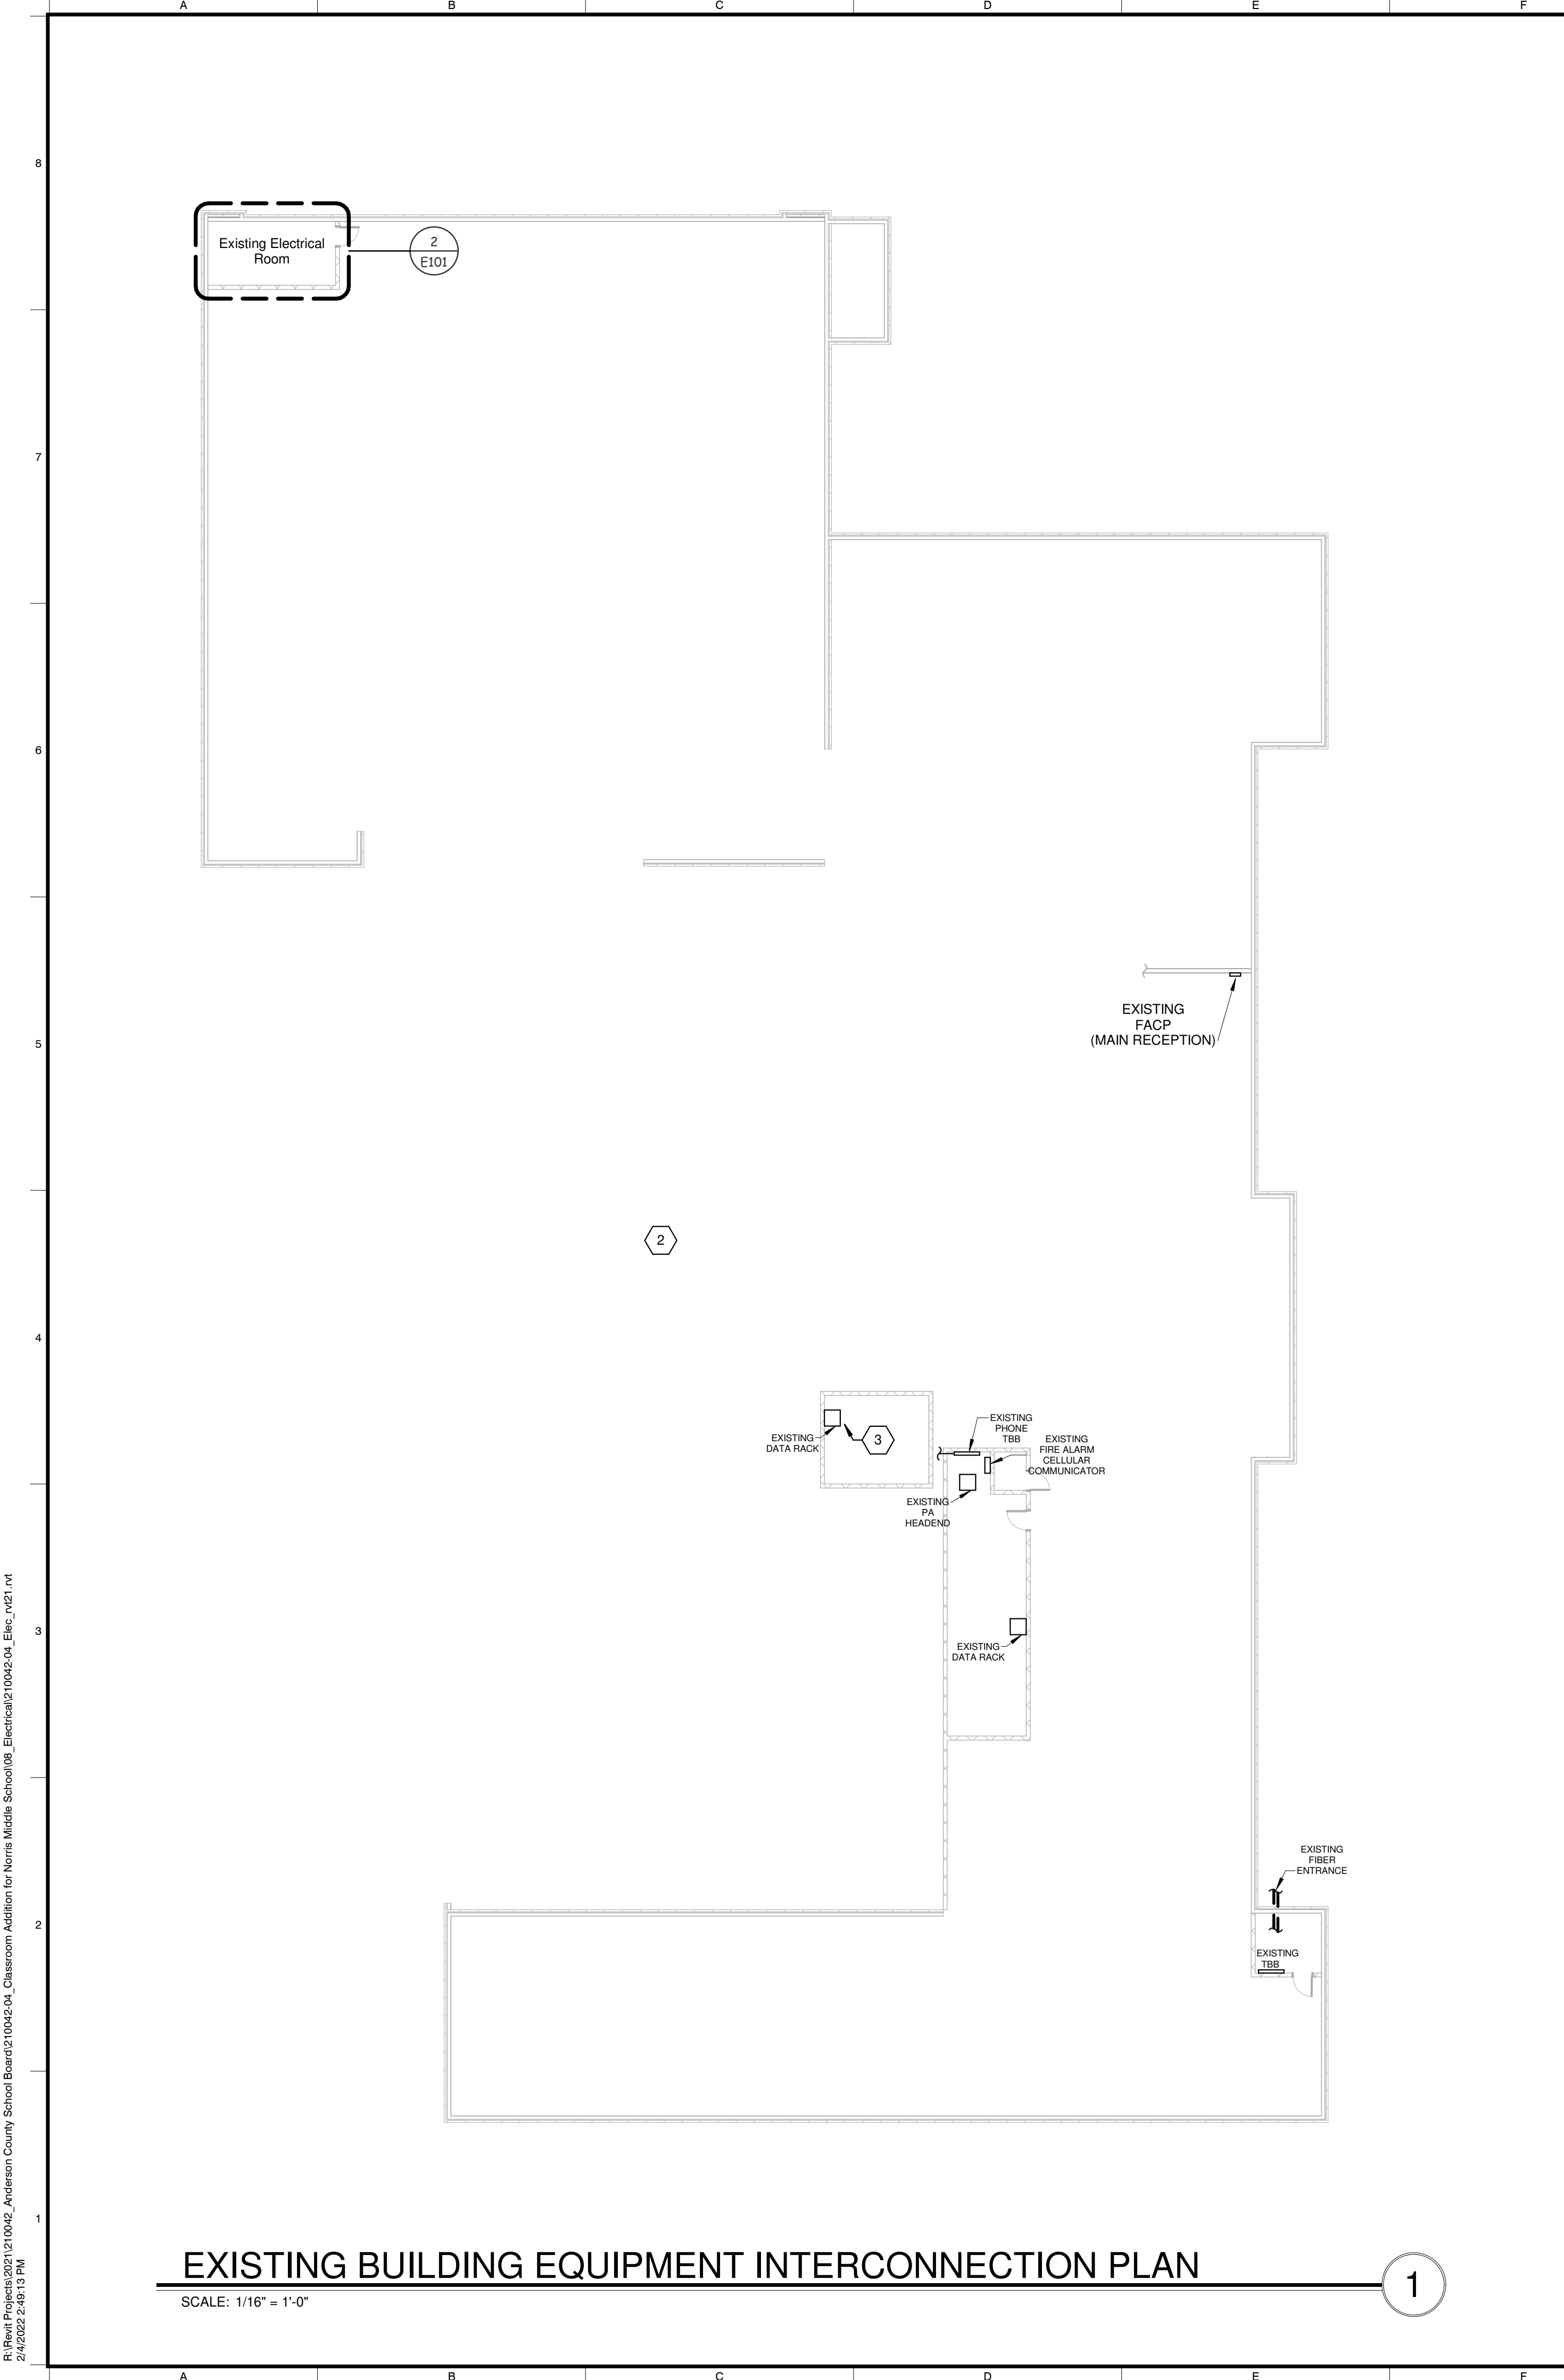 A B C D E F
8
Existing Electrical
Room
2
E101
7
6
EXISTING
FACP
(MAIN RECEPTION)
5
2
4
EXISTING
DATA RACK
3
EXISTING
PHONE
TBB
EXISTING
FIRE ALARM
CELLULAR
COMMUNICATOR
EXISTING
PA
HEADEND
3
EXISTING
DATA RACK
EXISTING
FIBER
ENTRANCE
2
EXISTING
TBB
1
EXISTING BUILDING EQUIPMENT INTERCONNECTION PLAN
1
SCALE: 1/16" = 1'-0"
R:\Revit Projects\2021\210042_Anderson County School Board\210042-04_Classroom Addition for Norris Middle School\08_Electrical\210042-04_Elec_rvt21.rvt
2/4/2022 2:49:13 PM
A B C D E F